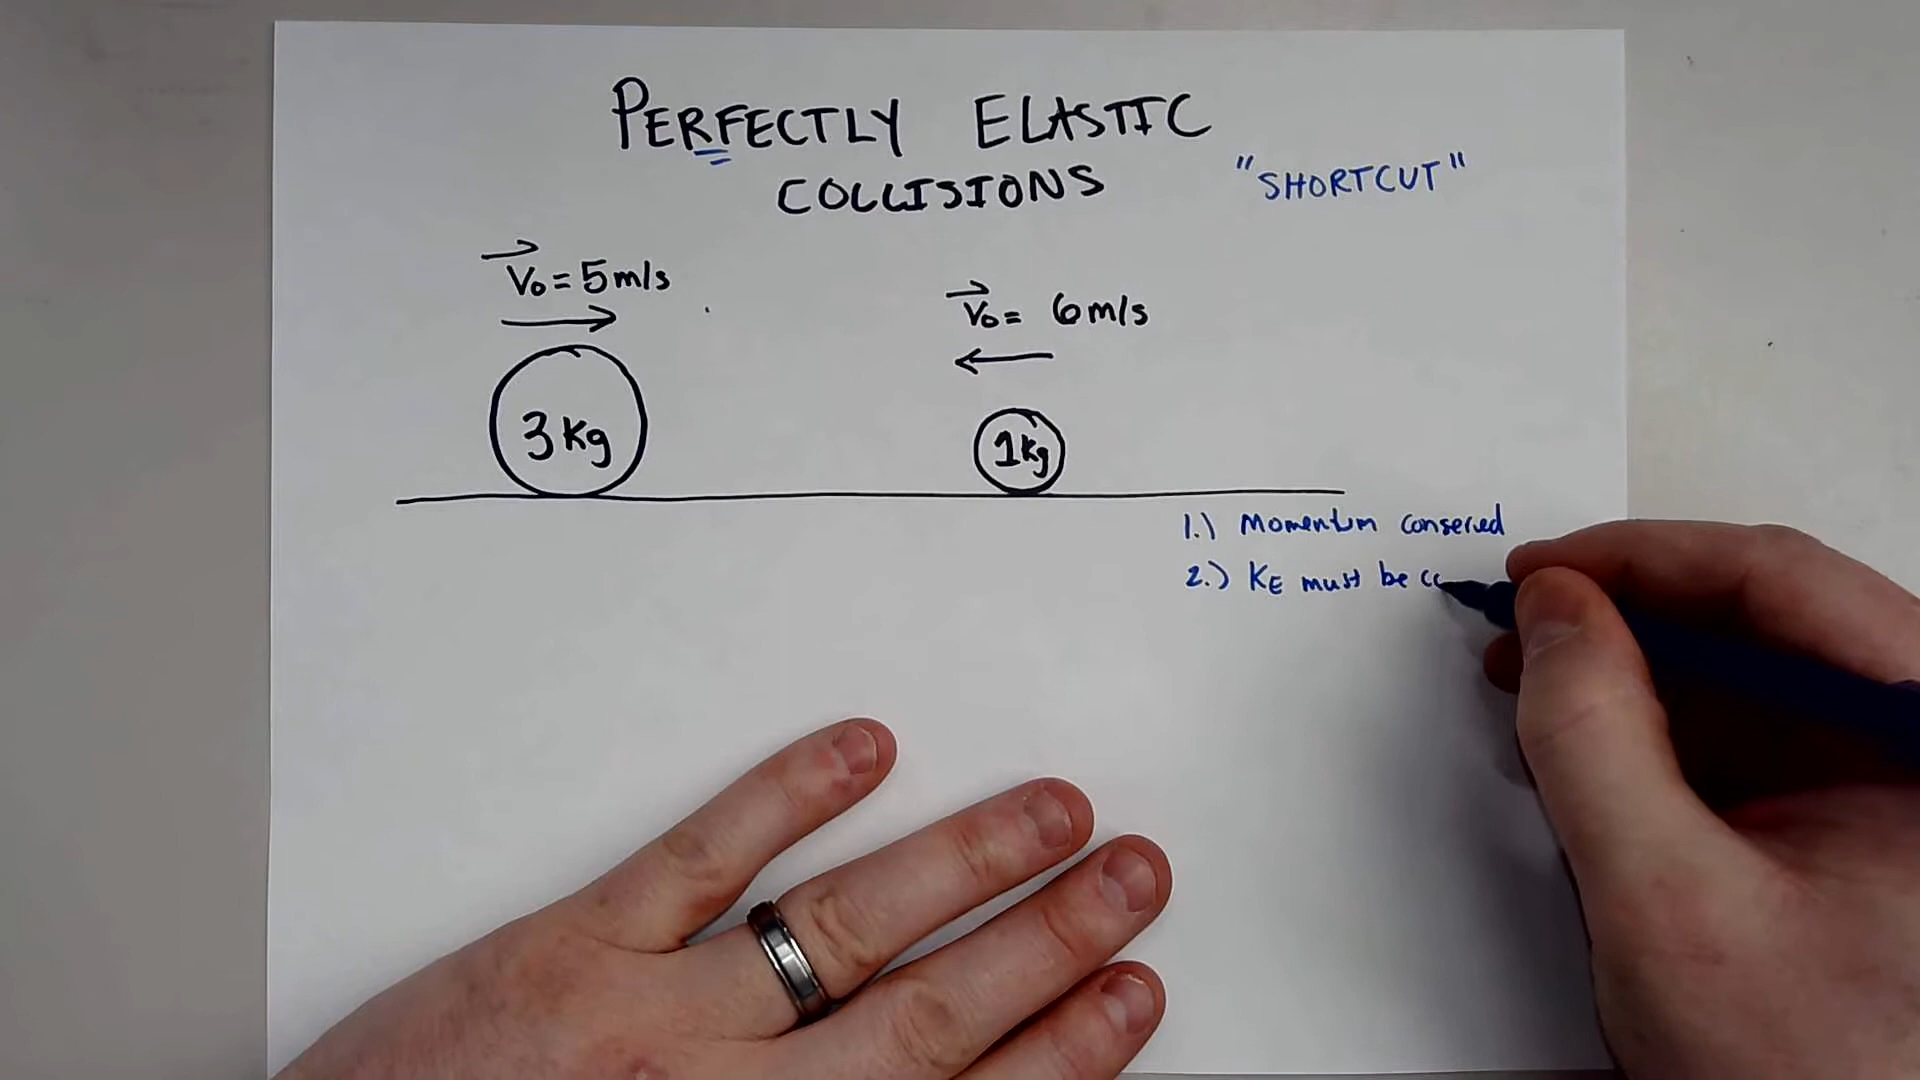 PERFECTLY ELASTIC
COLLISIONS
"SHORTCUT"
V₀ = 5 m/s
V₀ = 6 m/s
3 Kg
1 Kg
1.) Momentum conserved
2.) KE must be co